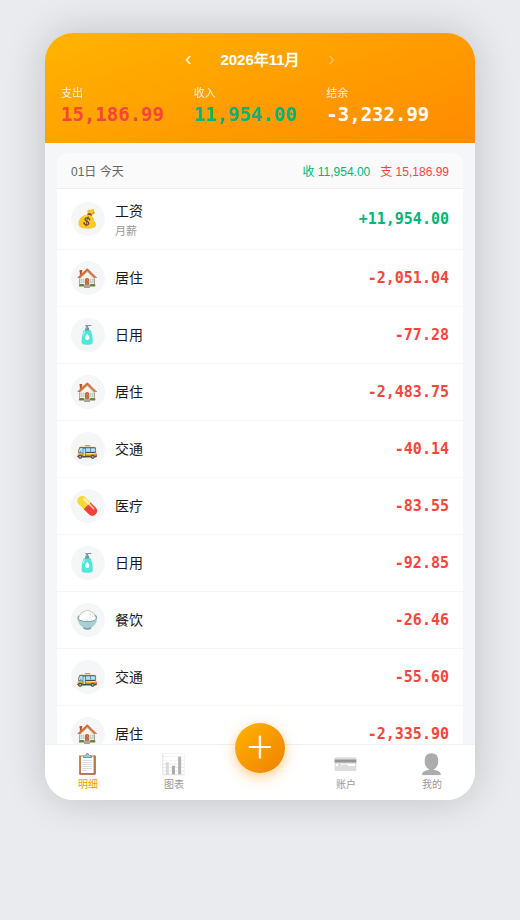 ‹ 2026年11月 ›
支出 收入 结余
15,186.99 11,954.00 -3,232.99
01日 今天 收 11,954.00 支 15,186.99
工资 +11,954.00
月薪
居住 -2,051.04
日用 -77.28
居住 -2,483.75
交通 -40.14
医疗 -83.55
日用 -92.85
餐饮 -26.46
交通 -55.60
居住 -2,335.90
明细 图表 账户 我的